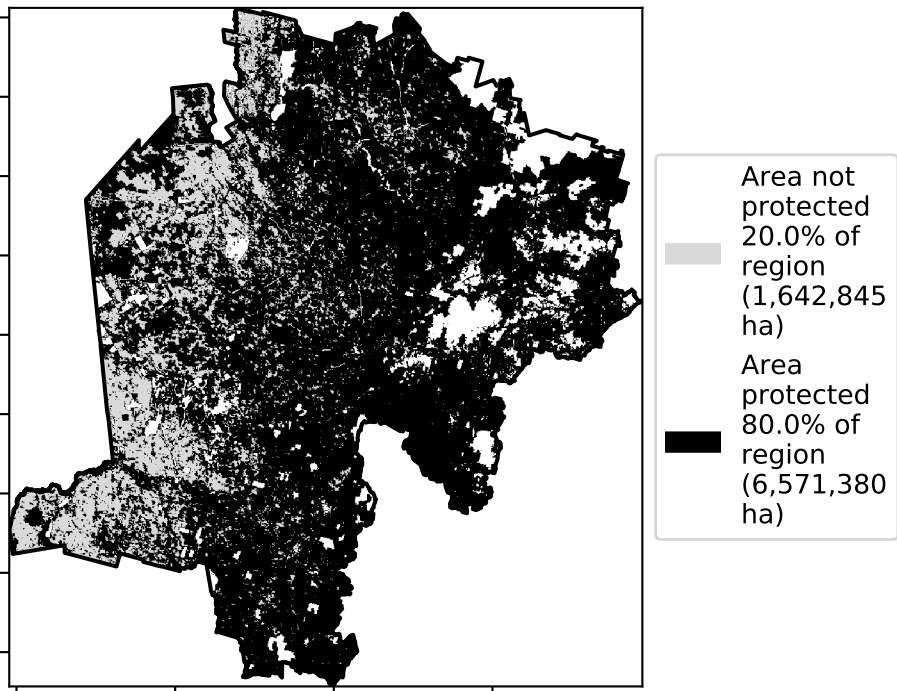 Area not
protected
20.0% of
region
(1,642,845
ha)
Area
protected
80.0% of
region
(6,571,380
ha)